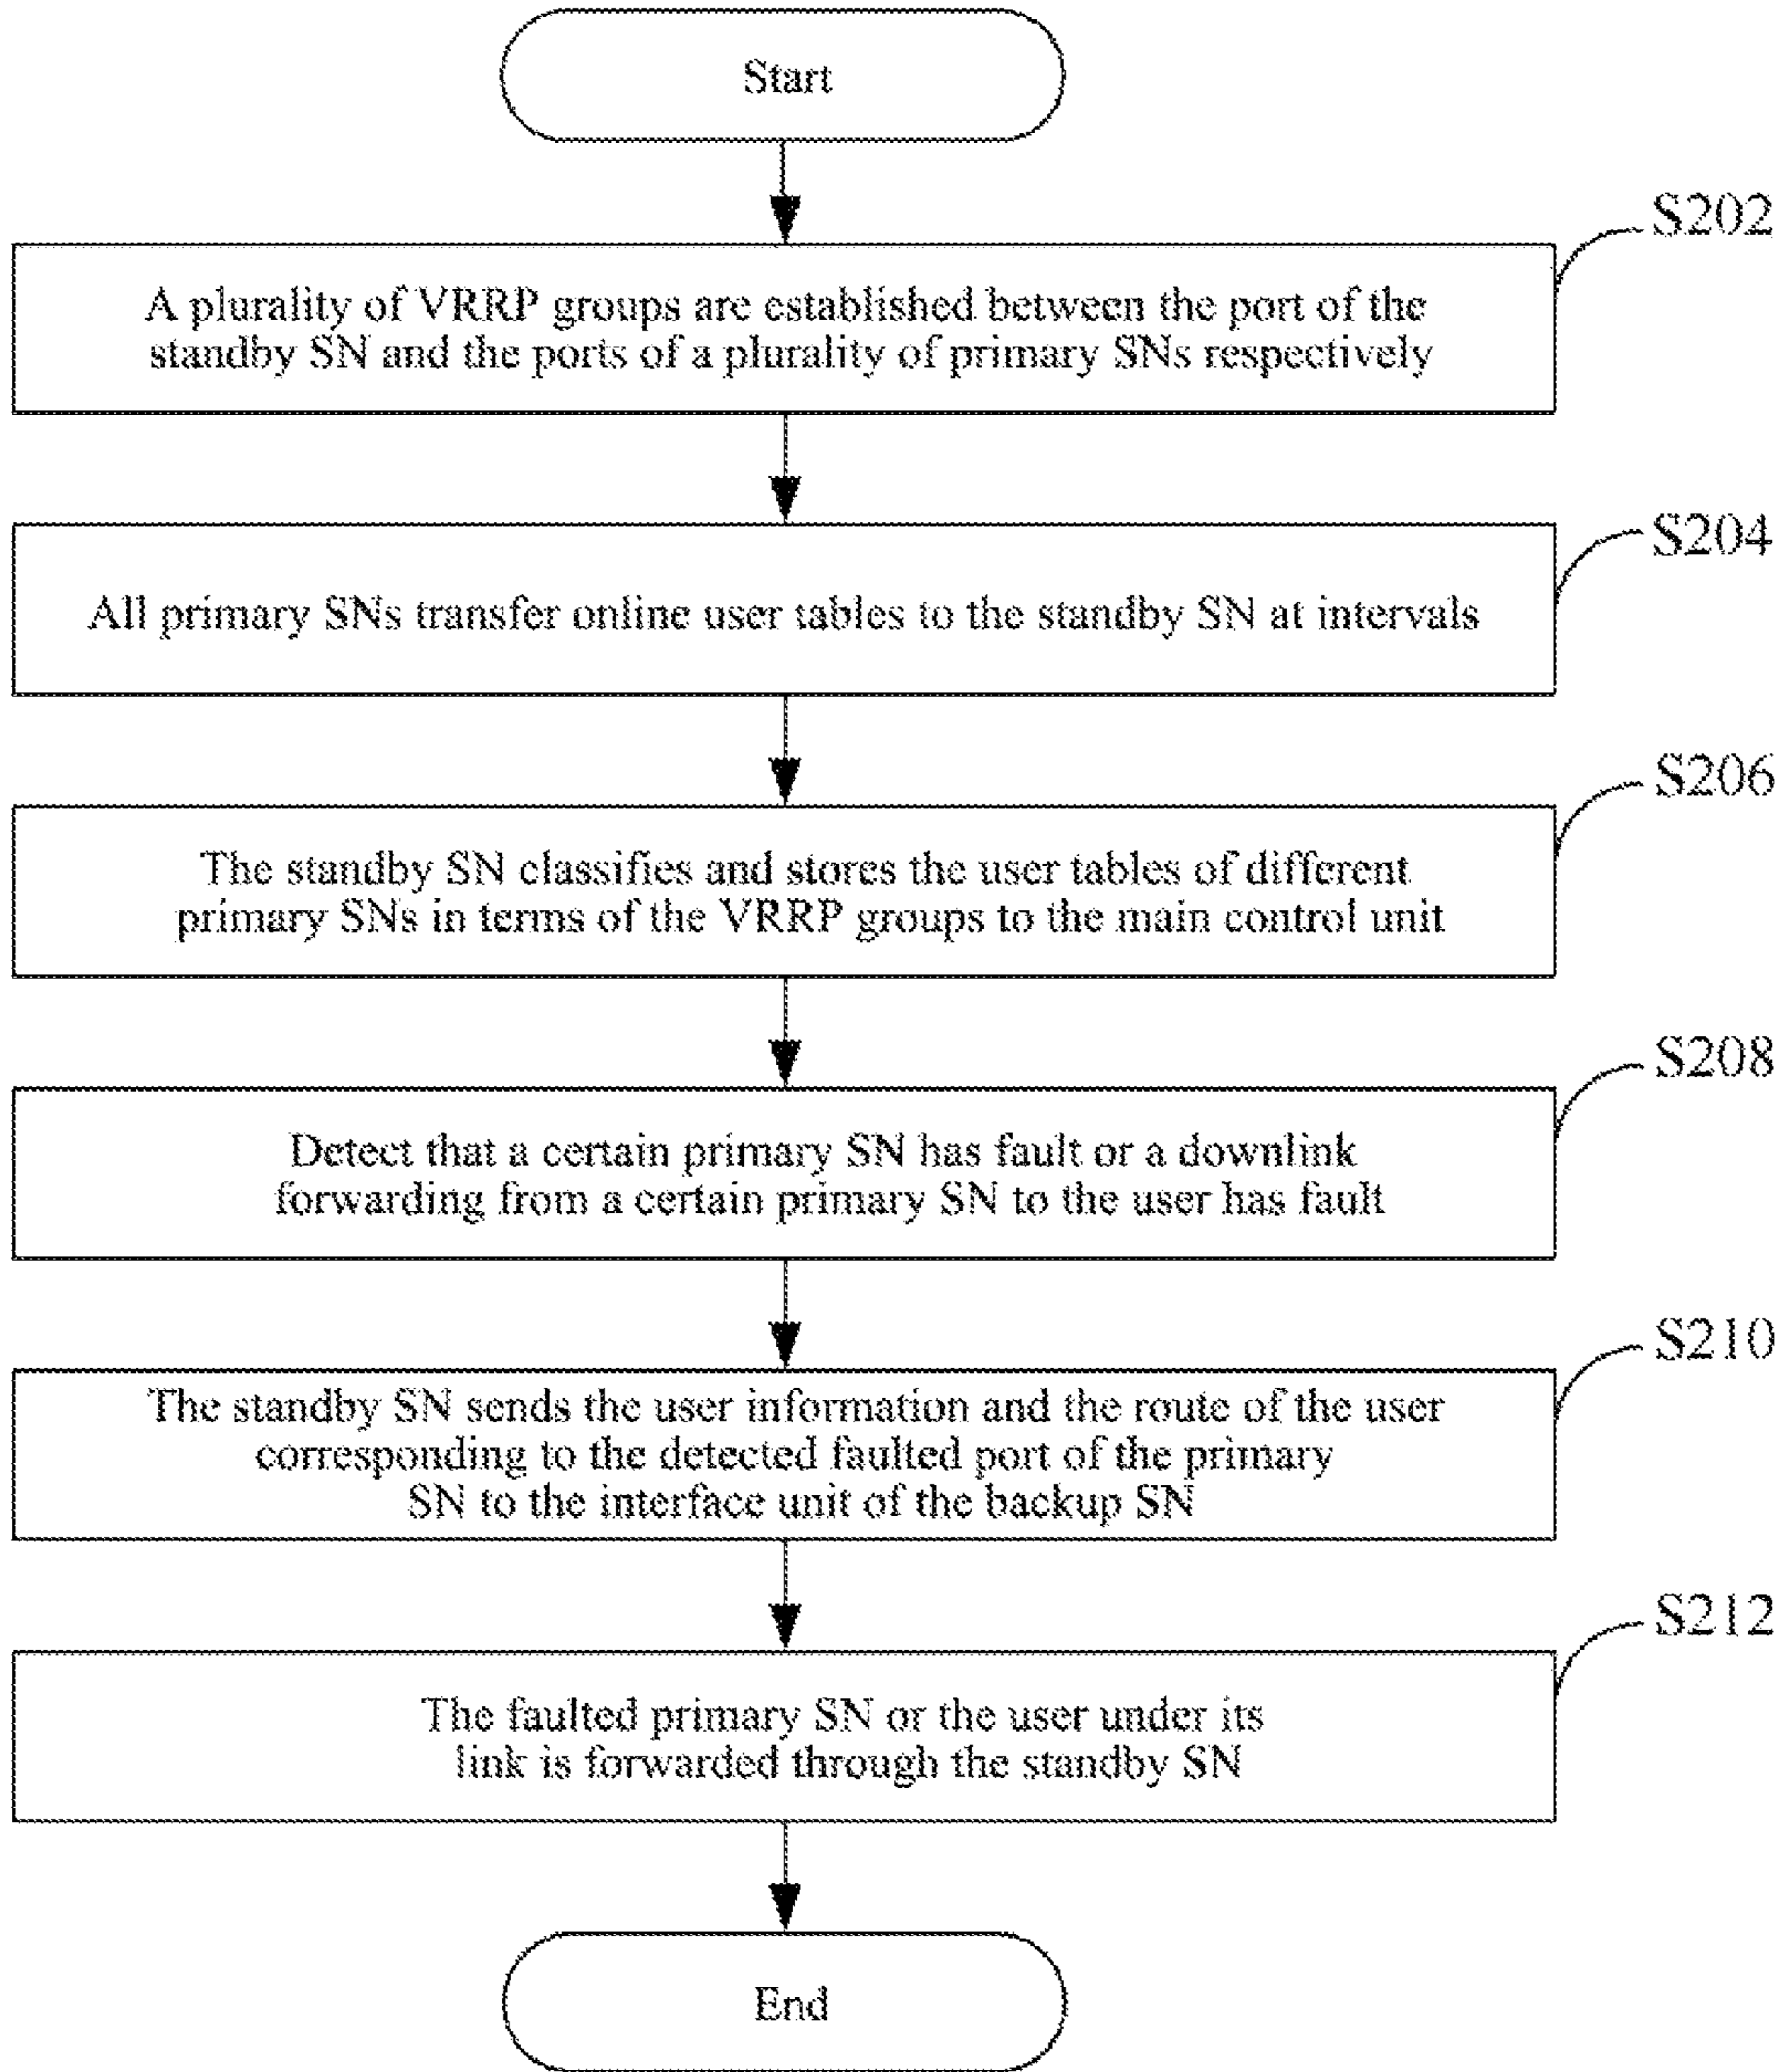 Start
S202
A plurality of VRRP groups are established between the port of the
standby SN and the ports of a plurality of primary SNs respectively
S204
All primary SNs transfer online user tables to the standby SN at intervals
S206
The standby SN classifies and stores the user tables of different
primary SNs in terms of the VRRP groups to the main control unit
S208
Detect that a certain primary SN has fault or a downlink
forwarding from a certain primary SN to the user has fault
S210
The standby SN sends the user information and the route of the user
corresponding to the detected faulted port of the primary
SN to the interface unit of the backup SN
S212
The faulted primary SN or the user under its
link is forwarded through the standby SN
End